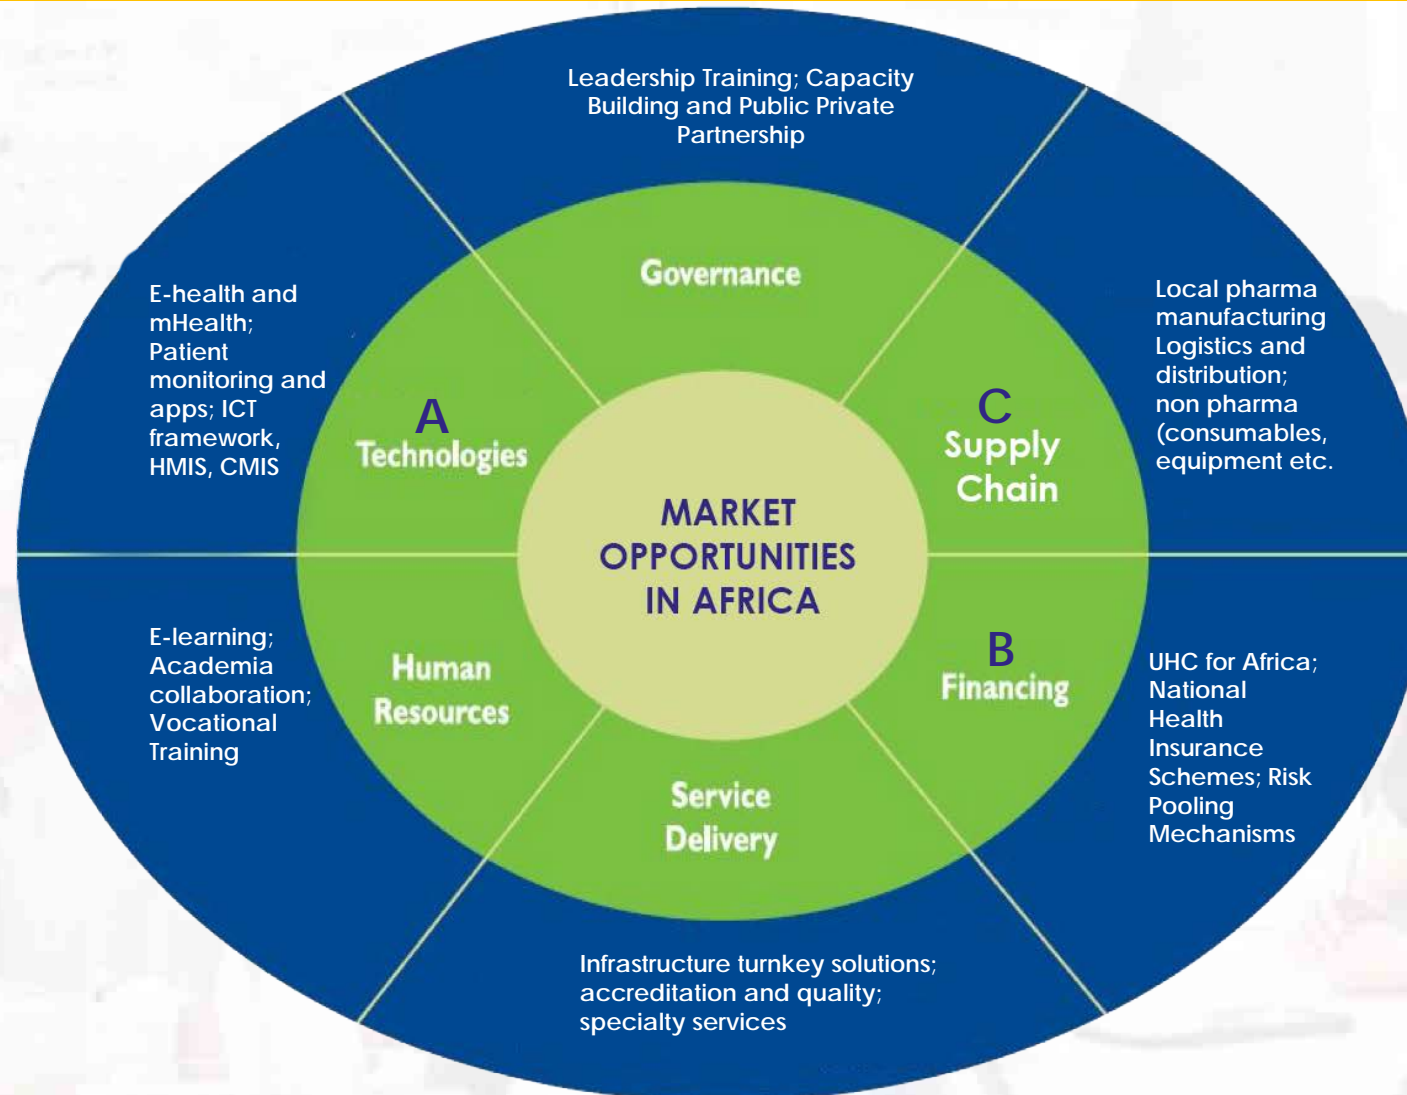 Leadership Training; Capacity
Building and Public Private
Partnership
Governance
E-health and
mHealth;
Patient
monitoring and
apps; ICT
framework,
HMIS, CMIS
A
Technologies
C
Supply
Chain
Local pharma
manufacturing
Logistics and
distribution;
non pharma
(consumables,
equipment etc.
MARKET
OPPORTUNITIES
IN AFRICA
E-learning;
Academia
collaboration;
Vocational
Training
Human
Resources
B
Financing
UHC for Africa;
National
Health
Insurance
Schemes; Risk
Pooling
Mechanisms
Service
Delivery
Infrastructure turnkey solutions;
accreditation and quality;
specialty services